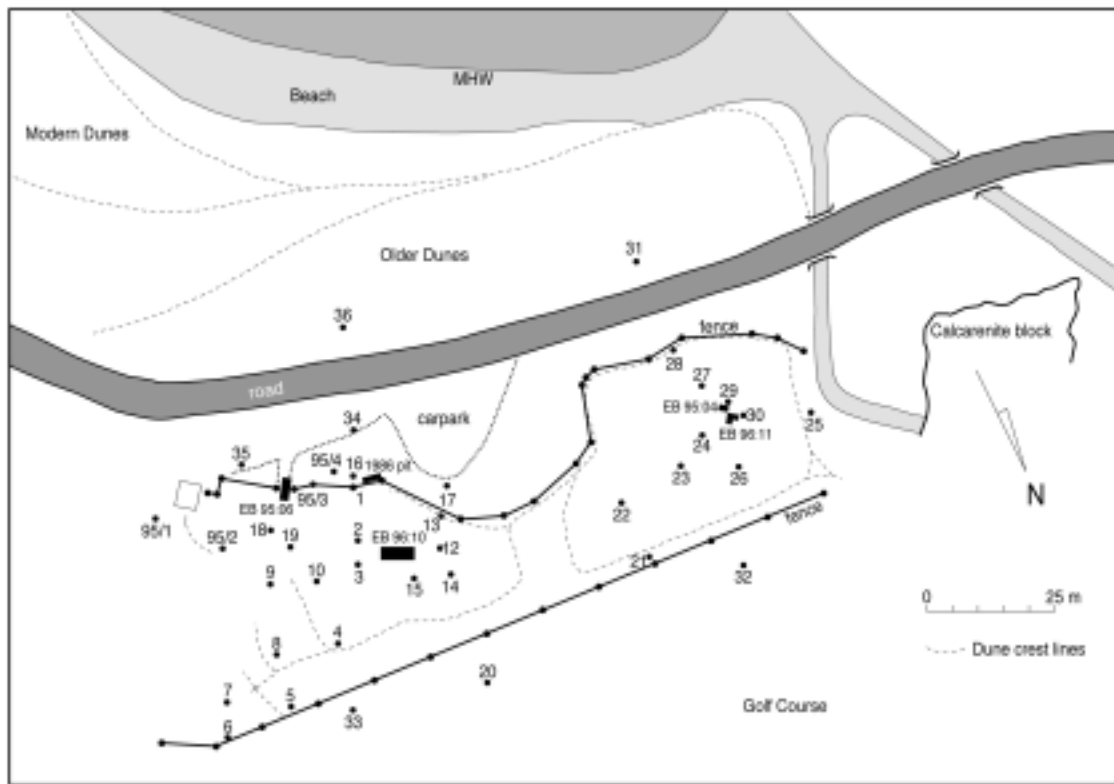 MHW
Beach
Modern Dunes
Older Dunes
31
36
fence
Calcarenite block
28
road
27
29
EB 95:04
30
carpark
25
EB 96:11
34
24
35
95/4
16
1986 pit
23
26
95/3
1
17
EB 95:06
N
22
fence
95/1
13
18
2
EB 96:10
95/2
19
12
21
32
9
10
3
15
14
0
25 m
4
8
Dune crest lines
20
7
5
33
Golf Course
6